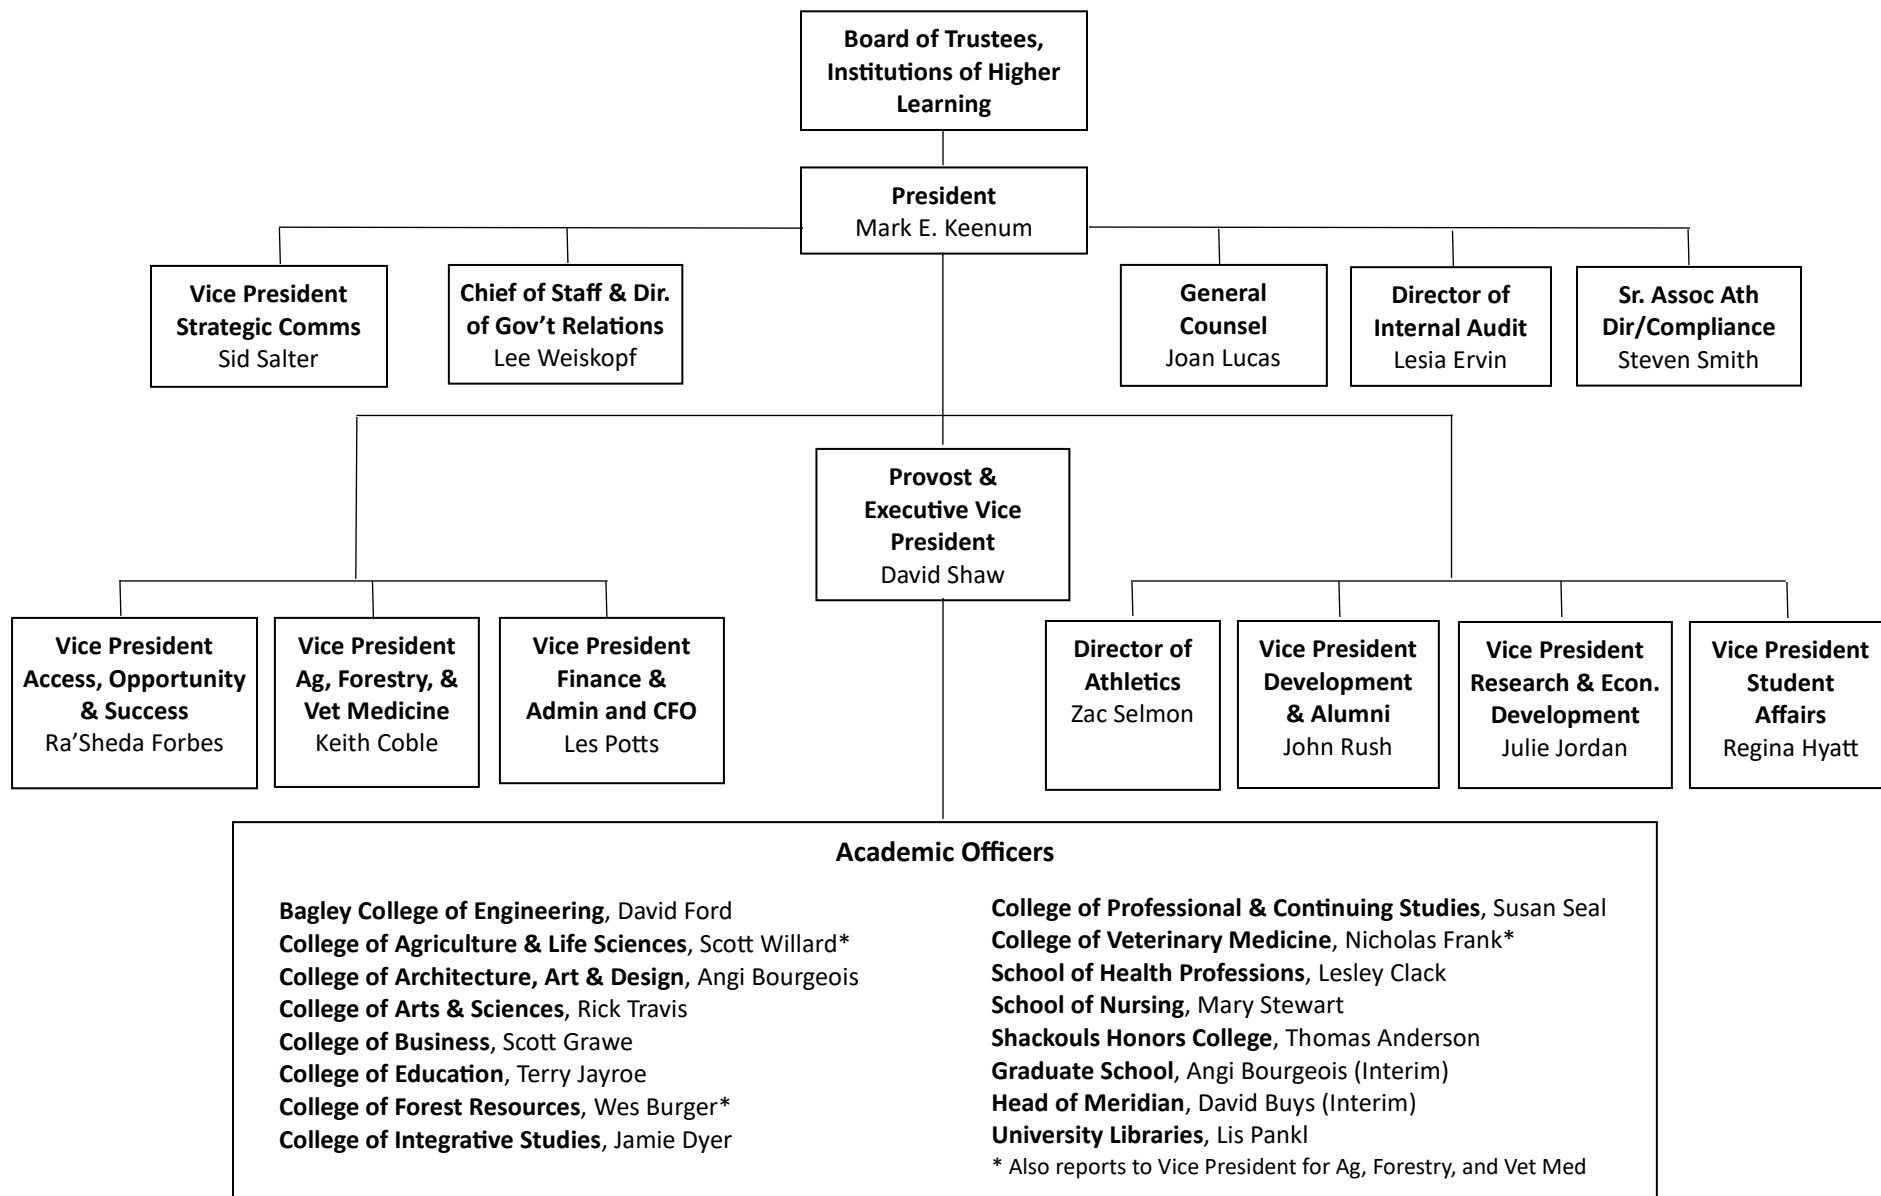 Board of Trustees,
Institutions of Higher
Learning
President
Mark E. Keenum
Vice President
Strategic Comms
Sid Salter
Chief of Staff & Dir.
of Gov’t Relations
Lee Weiskopf
General
Counsel
Joan Lucas
Director of
Internal Audit
Lesia Ervin
Sr. Assoc Ath
Dir/Compliance
Steven Smith
Provost &
Executive Vice
President
David Shaw
Vice President
Access, Opportunity
& Success
Ra’Sheda Forbes
Vice President
Ag, Forestry, &
Vet Medicine
Keith Coble
Vice President
Finance &
Admin and CFO
Les Potts
Director of
Athletics
Zac Selmon
Vice President
Development
& Alumni
John Rush
Vice President
Research & Econ.
Development
Julie Jordan
Vice President
Student
Affairs
Regina Hyatt
Academic Officers
Bagley College of Engineering, David Ford
College of Agriculture & Life Sciences, Scott Willard*
College of Architecture, Art & Design, Angi Bourgeois
College of Arts & Sciences, Rick Travis
College of Business, Scott Grawe
College of Education, Terry Jayroe
College of Forest Resources, Wes Burger*
College of Integrative Studies, Jamie Dyer
College of Professional & Continuing Studies, Susan Seal
College of Veterinary Medicine, Nicholas Frank*
School of Health Professions, Lesley Clack
School of Nursing, Mary Stewart
Shackouls Honors College, Thomas Anderson
Graduate School, Angi Bourgeois (Interim)
Head of Meridian, David Buys (Interim)
University Libraries, Lis Pankl
* Also reports to Vice President for Ag, Forestry, and Vet Med